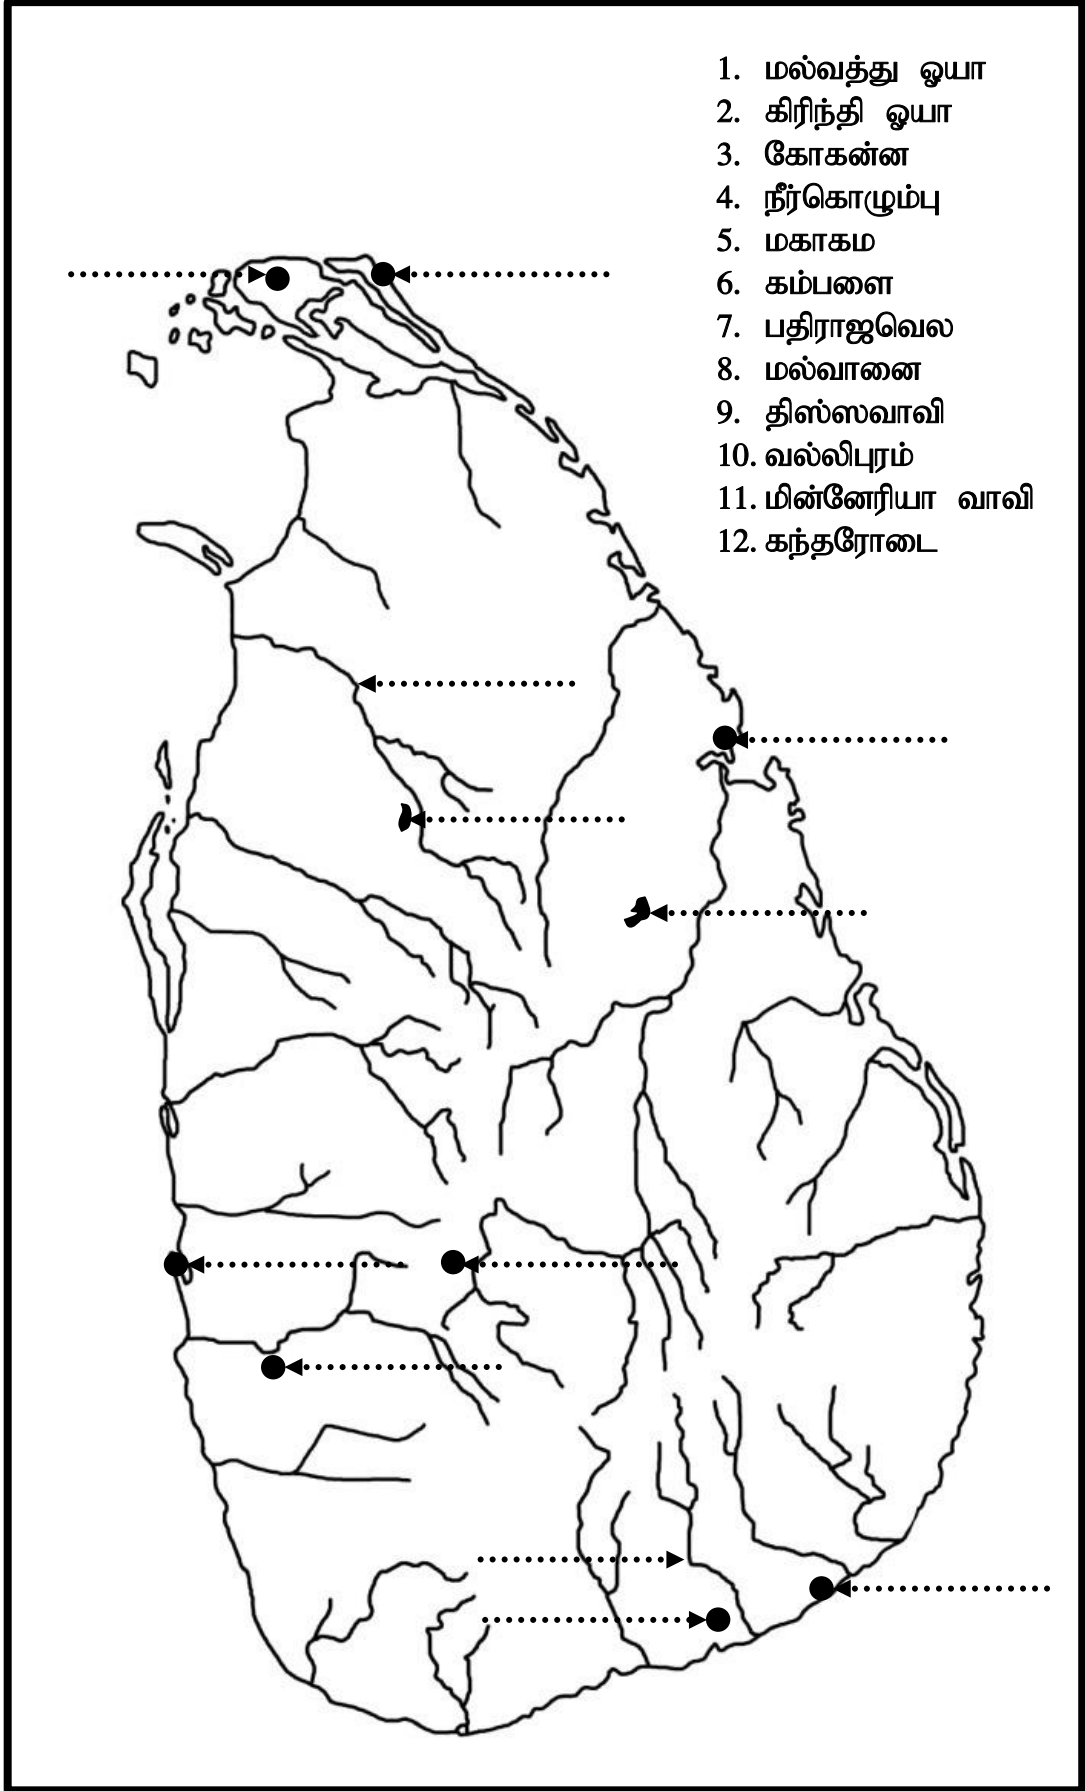 1. மல்வத்து ஓயா
2. கிரிந்தி ஓயா
3. கோகன்ன
4. நீர்கொழும்பு
5. மகாகம
6. கம்பளை
7. பதிராஜவெல
8. மல்வானை
9. திஸ்ஸவாவி
10. வல்லிபுரம்
11. மின்னேரியா வாவி
12. கந்தரோடை